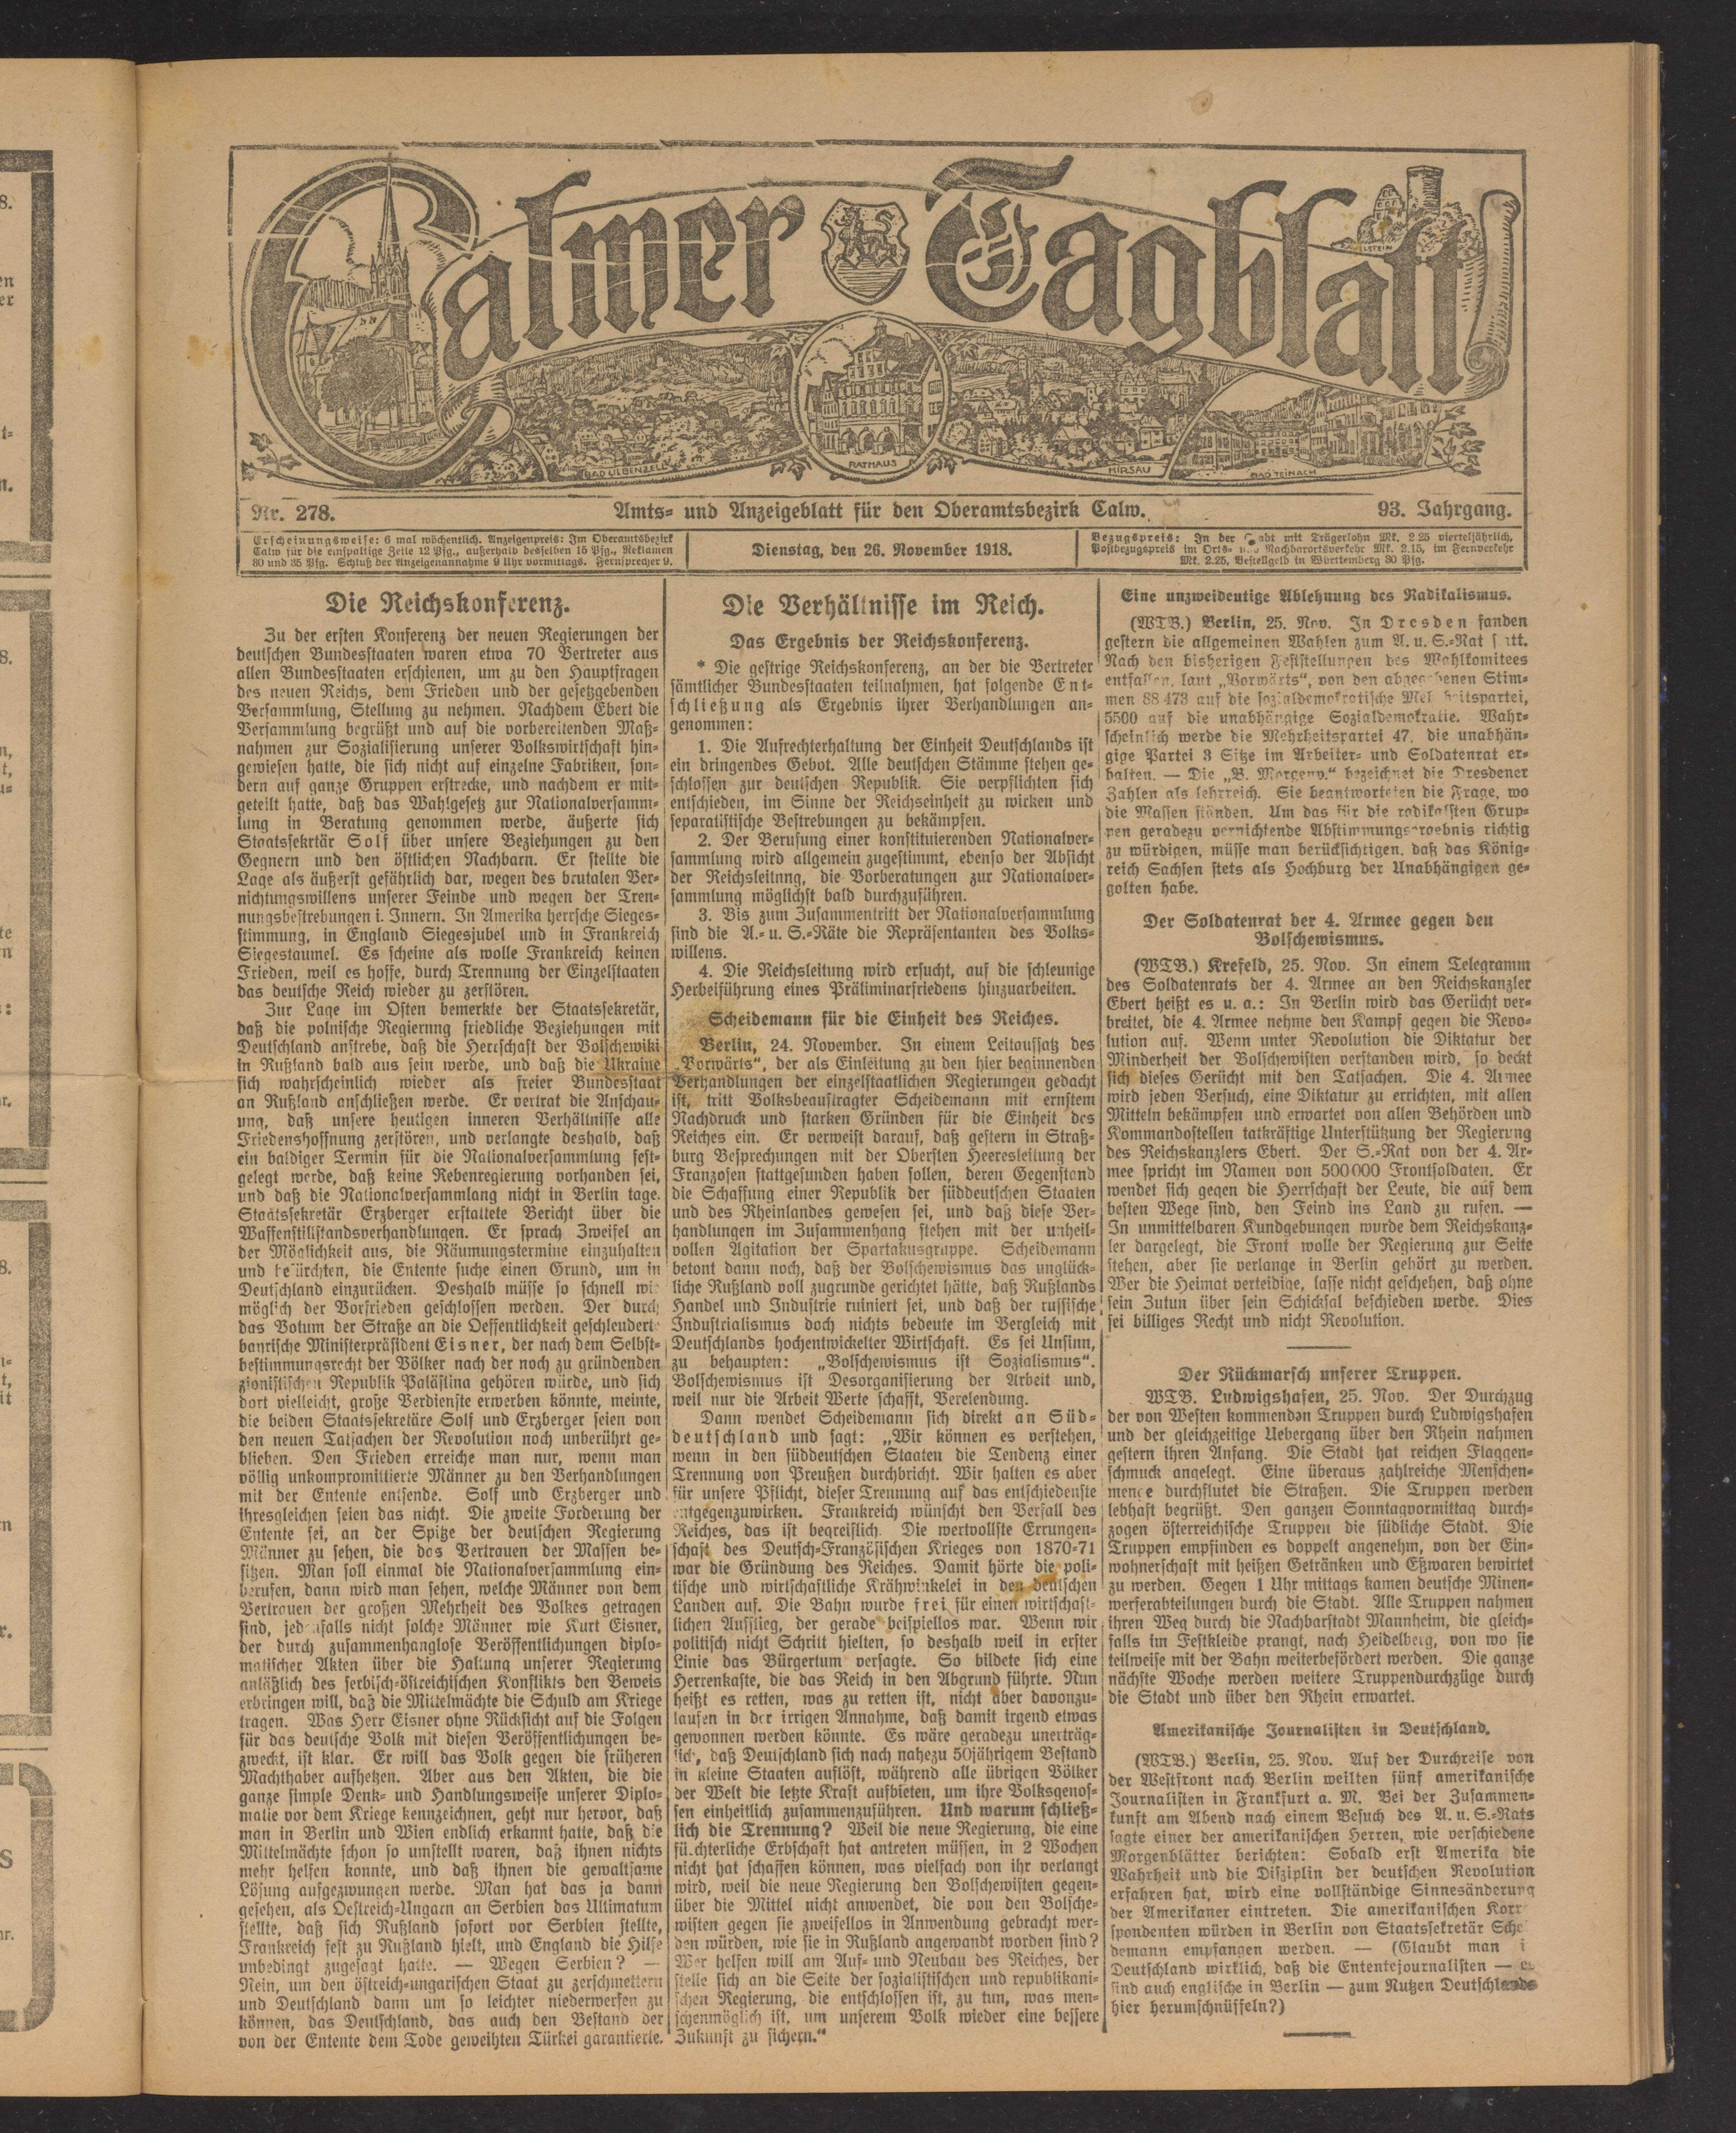 Calmer Tagblatt
BAD LIEBENZELL
RATHAUS
HIRSAU
BAD TEINACH
Nr. 278.
Amts- und Anzeigeblatt für den Oberamtsbezirk Calw.
93. Jahrgang.
Erscheinungsweise: 6 mal wöchentlich. Anzeigenpreis: Im Oberamtsbezirk
Calw für die einspaltige Zeile 12 Pfg., außerhalb desselben 15 Pfg., Reklamen
30 und 35 Pfg. Schluß der Anzeigenannahme 9 Uhr vormittags. Fernsprecher 9.
Dienstag, den 26. November 1918.
Bezugspreis: In der Stadt mit Trägerlohn Mk. 2.25 vierteljährlich,
Postbezugspreis im Orts- und Nachbarortsverkehr Mk. 2.15, im Fernverkehr
Mk. 2.25, Bestellgeld in Württemberg 30 Pfg.
Die Reichskonferenz.
Zu der ersten Konferenz der neuen Regierungen der
deutschen Bundesstaaten waren etwa 70 Vertreter aus
allen Bundesstaaten erschienen, um zu den Hauptfragen
des neuen Reichs, dem Frieden und der gesetzgebenden
Versammlung, Stellung zu nehmen. Nachdem Ebert die
Versammlung begrüßt und auf die vorbereitenden Maß-
nahmen zur Sozialisierung unserer Volkswirtschaft hin-
gewiesen hatte, die sich nicht auf einzelne Fabriken, son-
dern auf ganze Gruppen erstrecke, und nachdem er mit-
geteilt hatte, daß das Wahlgesetz zur Nationalversamm-
lung in Beratung genommen werde, äußerte sich
Staatssekrtär Solf über unsere Beziehungen zu den
Gegnern und den östlichen Nachbarn. Er stellte die
Lage als äußerst gefährlich dar, wegen des brutalen Ver-
nichtungswillens unserer Feinde und wegen der Tren-
nungsbestrebungen i. Innern. In Amerika herrsche Sieges-
stimmung, in England Siegesjubel und in Frankreich
Siegestaumel. Es scheine als wolle Frankreich keinen
Frieden, weil es hoffe, durch Trennung der Einzelstaaten
das deutsche Reich wieder zu zerstören.
Zur Lage im Osten bemerkte der Staatssekretär,
daß die polnische Regierung friedliche Beziehungen mit
Deutschland anstrebe, daß die Herrschaft der Bolschewiki
in Rußland bald aus sein werde, und daß die Ukraine
sich wahrscheinlich wieder als freier Bundesstaat
an Rußland anschließen werde. Er vertrat die Anschau-
ung, daß unsere heutigen inneren Verhältnisse alle
Friedenshoffnung zerstören, und verlangte deshalb, daß
ein baldiger Termin für die Nationalversammlung fest-
gelegt werde, daß keine Nebenregierung vorhanden sei,
und daß die Nationalversammlang nicht in Berlin tage.
Staatssekretär Erzberger erstattete Bericht über die
Waffenstillstandsverhandlungen. Er sprach Zweifel an
der Möglichkeit aus, die Räumungstermine einzuhalten
und befürchten, die Entente suche einen Grund, um in
Deutschland einzurücken. Deshalb müsse so schnell wie
möglich der Vorfrieden geschlossen werden. Der durch
das Votum der Straße an die Oeffentlichkeit geschleuderte
bayrische Ministerpräsident Eisner, der nach dem Selbst-
bestimmungsrecht der Völker nach der noch zu gründenden
zionistischen Republik Palästina gehören würde, und sich
dort vielleicht, große Verdienste erwerben könnte, meinte,
die beiden Staatssekretäre Solf und Erzberger seien von
den neuen Tatsachen der Revolution noch unberührt ge-
blieben. Den Frieden erreiche man nur, wenn man
völlig unkompromittierte Männer zu den Verhandlungen
mit der Entente entsende. Solf und Erzberger und
ihresgleichen seien das nicht. Die zweite Forderung der
Entente sei, an der Spitze der deutschen Regierung
Männer zu sehen, die das Vertrauen der Massen be-
sitzen. Man soll einmal die Nationalversammlung ein-
berufen, dann wird man sehen, welche Männer von dem
Vertrauen der großen Mehrheit des Volkes getragen
sind, jedenfalls nicht solche Männer wie Kurt Eisner,
der durch zusammenhanglose Veröffentlichungen diplo-
matischer Akten über die Haltung unserer Regierung
anläßlich des serbisch-östreichischen Konflikts den Beweis
erbringen will, daß die Mittelmächte die Schuld am Kriege
tragen. Was Herr Eisner ohne Rücksicht auf die Folgen
für das deutsche Volk mit diesen Veröffentlichungen be-
zweckt, ist klar. Er will das Volk gegen die früheren
Machthaber aufhetzen. Aber aus den Akten, die die
ganze simple Denk- und Handlungsweise unserer Diplo-
matie vor dem Kriege kennzeichnen, geht nur hervor, daß
man in Berlin und Wien endlich erkannt hatte, daß die
Mittelmächte schon so umstellt waren, daß ihnen nichts
mehr helfen konnte, und daß ihnen die gewaltsame
Lösung aufgezwungen werde. Man hat das ja dann
gesehen, als Oestreich-Ungarn an Serbien das Ultimatum
stellte, daß sich Rußland sofort vor Serbien stellte,
Frankreich fest zu Rußland hielt, und England die Hilfe
unbedingt zugesagt hatte. — Wegen Serbien? —
Nein, um den östreich-ungarischen Staat zu zerschmettern
und Deutschland dann um so leichter niederwerfen zu
können, das Deutschland, das auch den Bestand der
von der Entente dem Tode geweihten Türkei garantierte.
Die Verhältnisse im Reich.
Das Ergebnis der Reichskonferenz.
* Die gestrige Reichskonferenz, an der die Vertreter
sämtlicher Bundesstaaten teilnahmen, hat folgende Ent-
schließung als Ergebnis ihrer Verhandlungen an-
genommen:
1. Die Aufrechterhaltung der Einheit Deutschlands ist
ein dringendes Gebot. Alle deutschen Stämme stehen ge-
schlossen zur deutschen Republik. Sie verpflichten sich
entschieden, im Sinne der Reichseinheit zu wirken und
separatistische Bestrebungen zu bekämpfen.
2. Der Berufung einer konstituierenden Nationalver-
sammlung wird allgemein zugestimmt, ebenso der Absicht
der Reichsleitnng, die Vorberatungen zur Nationalver-
sammlung möglichst bald durchzuführen.
3. Bis zum Zusammentritt der Nationalversammlung
sind die A.- u. S.-Räte die Repräsentanten des Volks-
willens.
4. Die Reichsleitung wird ersucht, auf die schleunige
Herbeiführung eines Präliminarfriedens hinzuarbeiten.
Scheidemann für die Einheit des Reiches.
Berlin, 24. November. In einem Leitaufsatz des
„Vorwärts“, der als Einleitung zu den hier beginnenden
Verhandlungen der einzelstaatlichen Regierungen gedacht
ist, tritt Volksbeauftragter Scheidemann mit ernstem
Nachdruck und starken Gründen für die Einheit des
Reiches ein. Er verweist darauf, daß gestern in Straß-
burg Besprechungen mit der Obersten Heeresleitung der
Franzosen stattgefunden haben sollen, deren Gegenstand
die Schaffung einer Republik der süddeutschen Staaten
und des Rheinlandes gewesen sei, und daß diese Ver-
handlungen im Zusammenhang stehen mit der unheil-
vollen Agitation der Spartakusgruppe. Scheidemann
betont dann noch, daß der Bolschewismus das unglück-
liche Rußland voll zugrunde gerichtet hätte, daß Rußlands
Handel und Industrie ruiniert sei, und daß der russische
Industrialismus doch nichts bedeute im Vergleich mit
Deutschlands hochentwickelter Wirtschaft. Es sei Unsinn,
zu behaupten: „Bolschewismus ist Sozialismus“.
Bolschewismus ist Desorganisierung der Arbeit und,
weil nur die Arbeit Werte schafft, Verelendung.
Dann wendet Scheidemann sich direkt an Süd-
deutschland und sagt: „Wir können es verstehen,
wenn in den süddeutschen Staaten die Tendenz einer
Trennung von Preußen durchbricht. Wir halten es aber
für unsere Pflicht, dieser Trennung auf das entschiedenste
entgegenzuwirken. Frankreich wünscht den Verfall des
Reiches, das ist begreiflich. Die wertvollste Errungen-
schaft des Deutsch-Französischen Krieges von 1870-71
war die Gründung des Reiches. Damit hörte die poli-
tische und wirtschaftliche Krähwinkelei in den deutschen
Landen auf. Die Bahn wurde frei für einen wirtschaft-
lichen Aufstieg, der gerade beispiellos war. Wenn wir
politisch nicht Schritt hielten, so deshalb weil in erster
Linie das Bürgertum versagte. So bildete sich eine
Herrenkaste, die das Reich in den Abgrund führte. Nun
heißt es retten, was zu retten ist, nicht aber davonzu-
laufen in der irrigen Annahme, daß damit irgend etwas
gewonnen werden könnte. Es wäre geradezu unerträg-
lich, daß Deutschland sich nach nahezu 50jährigem Bestand
in kleine Staaten auflöst, während alle übrigen Völker
der Welt die letzte Kraft aufbieten, um ihre Volksgenos-
sen einheitlich zusammenzuführen. Und warum schließ-
lich die Trennung? Weil die neue Regierung, die eine
fürchterliche Erbschaft hat antreten müssen, in 2 Wochen
nicht hat schaffen können, was vielfach von ihr verlangt
wird, weil die neue Regierung den Bolschewisten gegen-
über die Mittel nicht anwendet, die von den Bolsche-
wisten gegen sie zweifellos in Anwendung gebracht wer-
den würden, wie sie in Rußland angewandt worden sind?
Wer helfen will am Auf- und Neubau des Reiches, der
stelle sich an die Seite der sozialistischen und republikani-
schen Regierung, die entschlossen ist, zu tun, was men-
schenmöglich ist, um unserem Volk wieder eine bessere
Zukunft zu sichern.“
Eine unzweideutige Ablehnung des Radikalismus.
(WTB.) Berlin, 25. Nov. In Dresden fanden
gestern die allgemeinen Wahlen zum A. u. S.-Rat statt.
Nach den bisherigen Feststellungen des Wahlkomitees
entfallen, laut „Vorwärts“, von den abgegebenen Stim-
men 88 473 auf die sozialdemokratische Mehrheitspartei,
5500 auf die unabhängige Sozialdemokratie. Wahr-
scheinlich werde die Mehrheitspartei 47, die unabhän-
gige Partei 3 Sitze im Arbeiter- und Soldatenrat er-
halten. — Die „B. Morgenp.“ bezeichnet die Dresdener
Zahlen als lehrreich. Sie beantworteten die Frage, wo
die Massen ständen. Um das für die radikalsten Grup-
pen geradezu vernichtende Abstimmungsergebnis richtig
zu würdigen, müsse man berücksichtigen, daß das König-
reich Sachsen stets als Hochburg der Unabhängigen ge-
golten habe.
Der Soldatenrat der 4. Armee gegen den
Bolschewismus.
(WTB.) Krefeld, 25. Nov. In einem Telegramm
des Soldatenrats der 4. Armee an den Reichskanzler
Ebert heißt es u. a.: In Berlin wird das Gerücht ver-
breitet, die 4. Armee nehme den Kampf gegen die Revo-
lution auf. Wenn unter Revolution die Diktatur der
Minderheit der Bolschewisten verstanden wird, so deckt
sich dieses Gerücht mit den Tatsachen. Die 4. Armee
wird jeden Versuch, eine Diktatur zu errichten, mit allen
Mitteln bekämpfen und erwartet von allen Behörden und
Kommandostellen tatkräftige Unterstützung der Regierung
des Reichskanzlers Ebert. Der S.-Rat von der 4. Ar-
mee spricht im Namen von 500000 Frontsoldaten. Er
wendet sich gegen die Herrschaft der Leute, die auf dem
besten Wege sind, den Feind ins Land zu rufen. —
In unmittelbaren Kundgebungen wurde dem Reichskanz-
ler dargelegt, die Front wolle der Regierung zur Seite
stehen, aber sie verlange in Berlin gehört zu werden.
Wer die Heimat verteidige, lasse nicht geschehen, daß ohne
sein Zutun über sein Schicksal beschieden werde. Dies
sei billiges Recht und nicht Revolution.
Der Rückmarsch unserer Truppen.
WTB. Ludwigshafen, 25. Nov. Der Durchzug
der von Westen kommenden Truppen durch Ludwigshafen
und der gleichzeitige Uebergang über den Rhein nahmen
gestern ihren Anfang. Die Stadt hat reichen Flaggen-
schmuck angelegt. Eine überaus zahlreiche Menschen-
menge durchflutet die Straßen. Die Truppen werden
lebhaft begrüßt. Den ganzen Sonntagvormittag durch-
zogen österreichische Truppen die südliche Stadt. Die
Truppen empfinden es doppelt angenehm, von der Ein-
wohnerschaft mit heißen Getränken und Eßwaren bewirtet
zu werden. Gegen 1 Uhr mittags kamen deutsche Minen-
werferabteilungen durch die Stadt. Alle Truppen nahmen
ihren Weg durch die Nachbarstadt Mannheim, die gleich-
falls im Festkleide prangt, nach Heidelberg, von wo sie
teilweise mit der Bahn weiterbefördert werden. Die ganze
nächste Woche werden weitere Truppendurchzüge durch
die Stadt und über den Rhein erwartet.
Amerikanische Journalisten in Deutschland.
(WTB.) Berlin, 25. Nov. Auf der Durchreise von
der Westfront nach Berlin weilten fünf amerikanische
Journalisten in Frankfurt a. M. Bei der Zusammen-
kunft am Abend nach einem Besuch des A. u. S.-Rats
sagte einer der amerikanischen Herren, wie verschiedene
Morgenblätter berichten: Sobald erst Amerika die
Wahrheit und die Disziplin der deutschen Revolution
erfahren hat, wird eine vollständige Sinnesänderung
der Amerikaner eintreten. Die amerikanischen Korre
spondenten würden in Berlin von Staatssekretär Schei
demann empfangen werden. — (Glaubt man i
Deutschland wirklich, daß die Ententejournalisten — es
sind auch englische in Berlin — zum Nutzen Deutschlands
hier herumschnüffeln?)